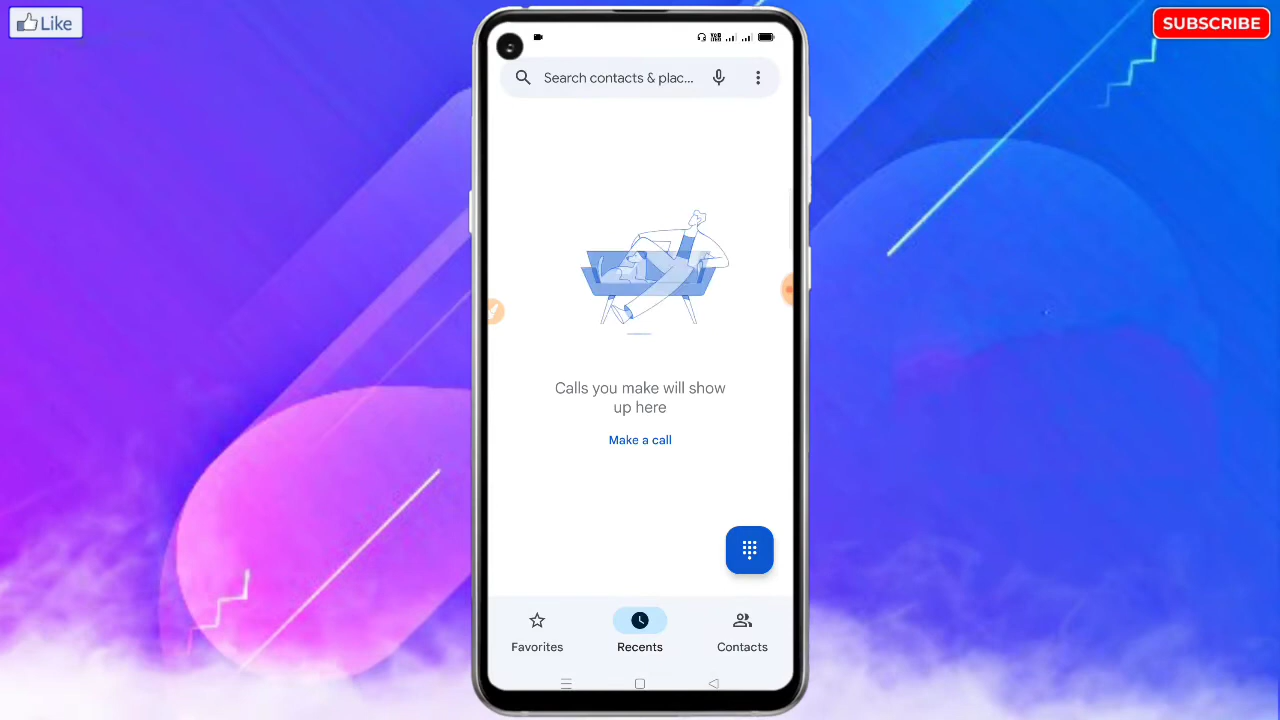 Like
SUBSCRIBE
Search contacts & plac...
Calls you make will show
up here
Make a call
Favorites
Recents
Contacts